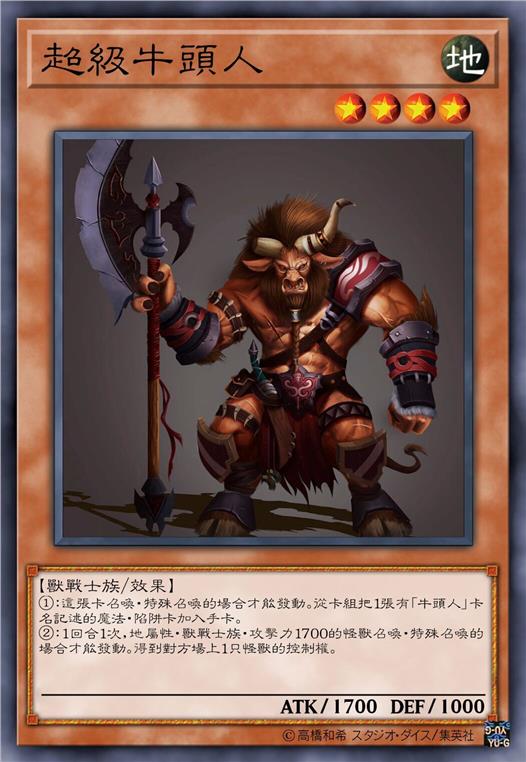 超級牛頭人
地
【獸戰士族/效果】
①:這張卡召喚·特殊召喚的場合才能發動。從卡組把1張有「牛頭人」卡
名記述的魔法·陷阱卡加入手卡。
②:1回合1次,地屬性·獸戰士族·攻擊力1700的怪獸召喚·特殊召喚的
場合才能發動。得到對方場上1只怪獸的控制權。
ATK/1700 DEF/1000
©高橋和希 スタジオ·ダイス/集英社
YU-G